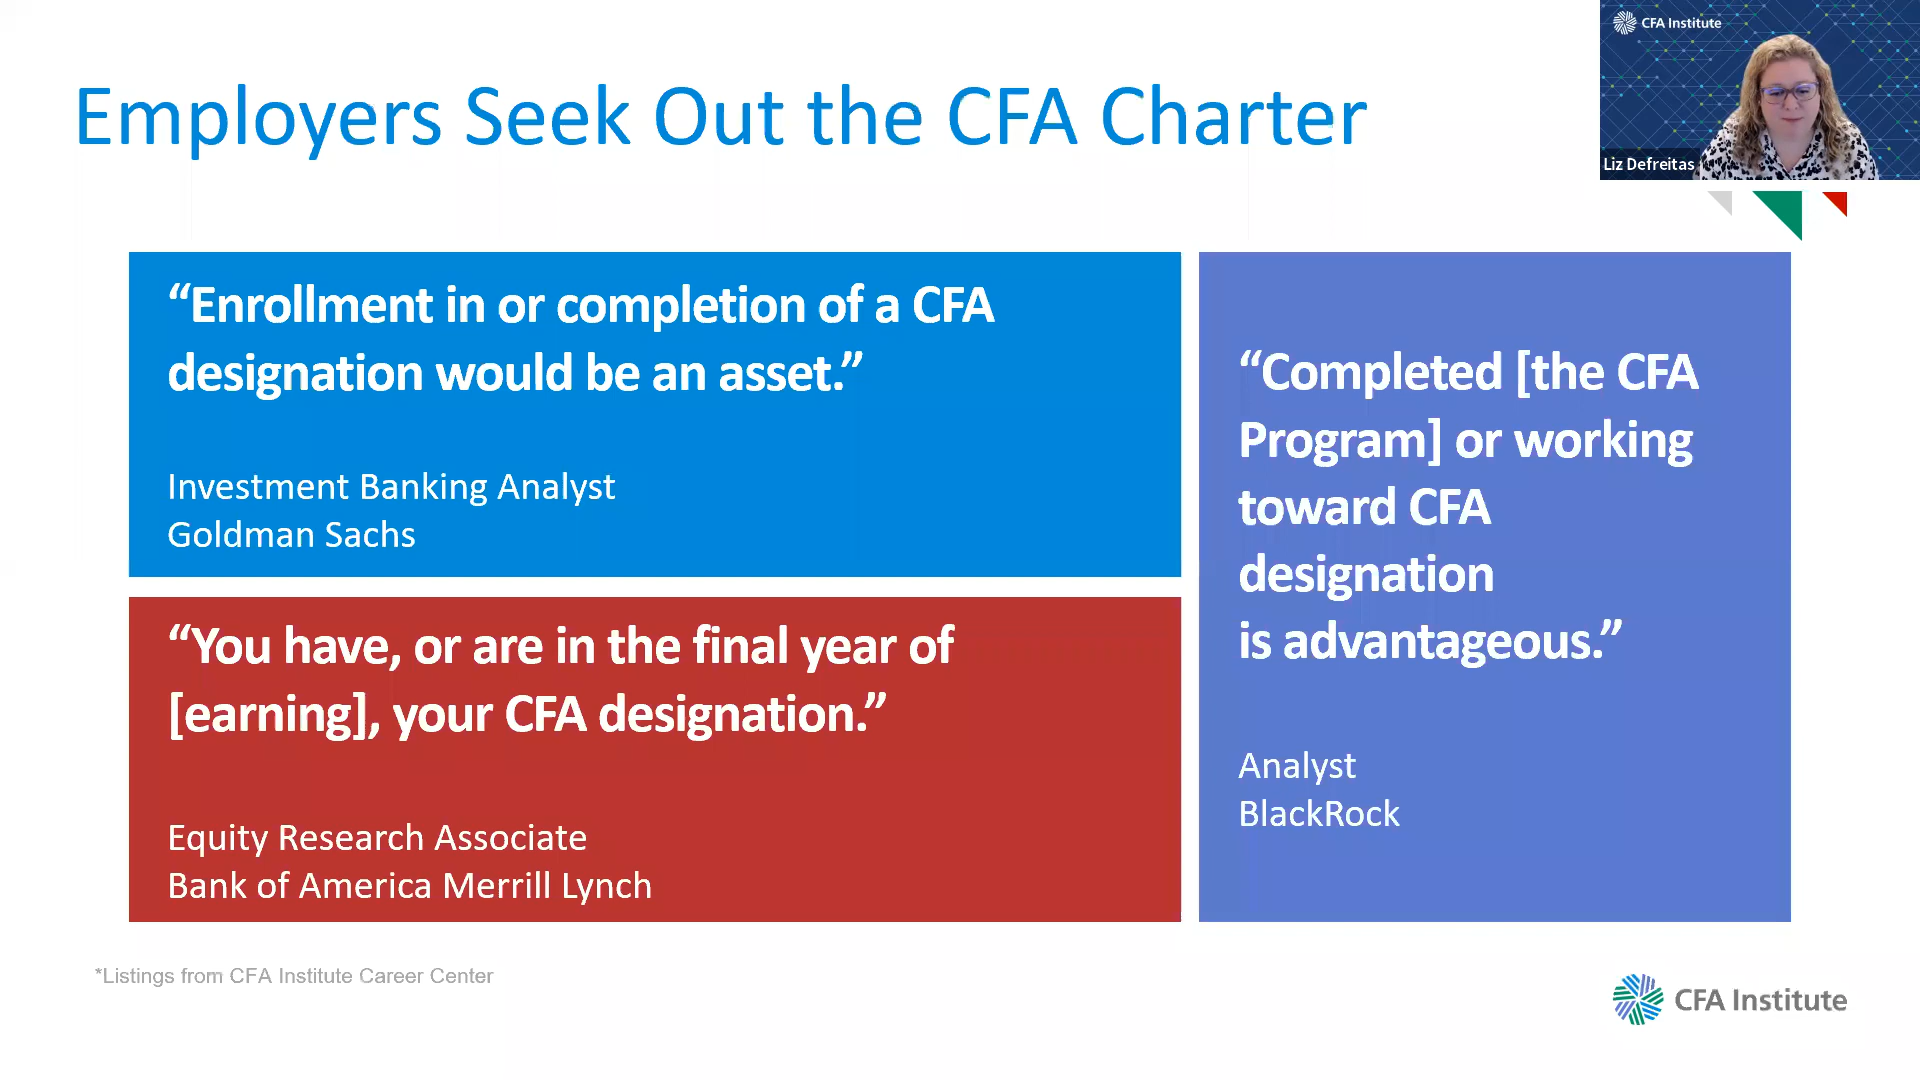 CFA Institute
Liz Defreitas
Employers Seek Out the CFA Charter
“Enrollment in or completion of a CFA
designation would be an asset.”
Investment Banking Analyst
Goldman Sachs
“You have, or are in the final year of
[earning], your CFA designation.”
Equity Research Associate
Bank of America Merrill Lynch
“Completed [the CFA
Program] or working
toward CFA
designation
is advantageous.”
Analyst
BlackRock
*Listings from CFA Institute Career Center
CFA Institute